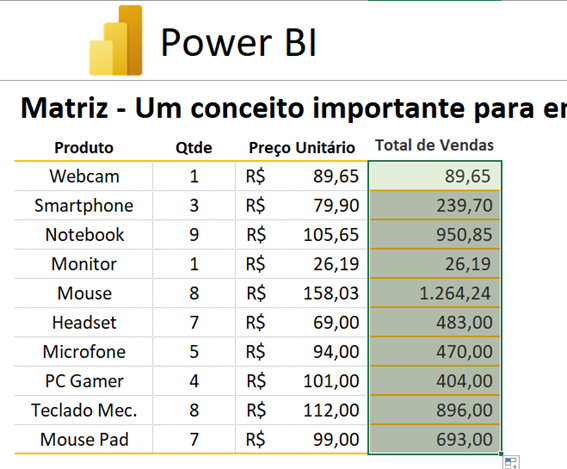 Power BI
Matriz - Um conceito importante para e
Produto Qtde Preço Unitário Total de Vendas
Webcam 1 R$ 89,65 89,65
Smartphone 3 R$ 79,90 239,70
Notebook 9 R$ 105,65 950,85
Monitor 1 R$ 26,19 26,19
Mouse 8 R$ 158,03 1.264,24
Headset 7 R$ 69,00 483,00
Microfone 5 R$ 94,00 470,00
PC Gamer 4 R$ 101,00 404,00
Teclado Mec. 8 R$ 112,00 896,00
Mouse Pad 7 R$ 99,00 693,00